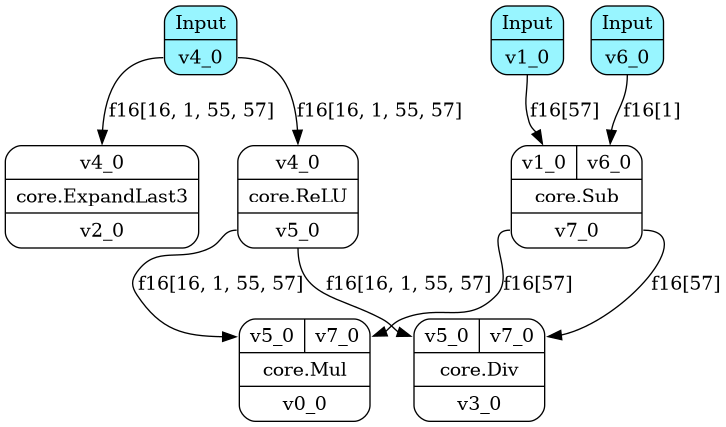 Input
v4_0
Input
v1_0
Input
v6_0
f16[16, 1, 55, 57]
f16[16, 1, 55, 57]
f16[57]
f16[1]
v4_0
core.ExpandLast3
v2_0
v4_0
core.ReLU
v5_0
v1_0
v6_0
core.Sub
v7_0
f16[16, 1, 55, 57]
f16[16, 1, 55, 57]
f16[57]
f16[57]
v5_0
v7_0
core.Mul
v0_0
v5_0
v7_0
core.Div
v3_0